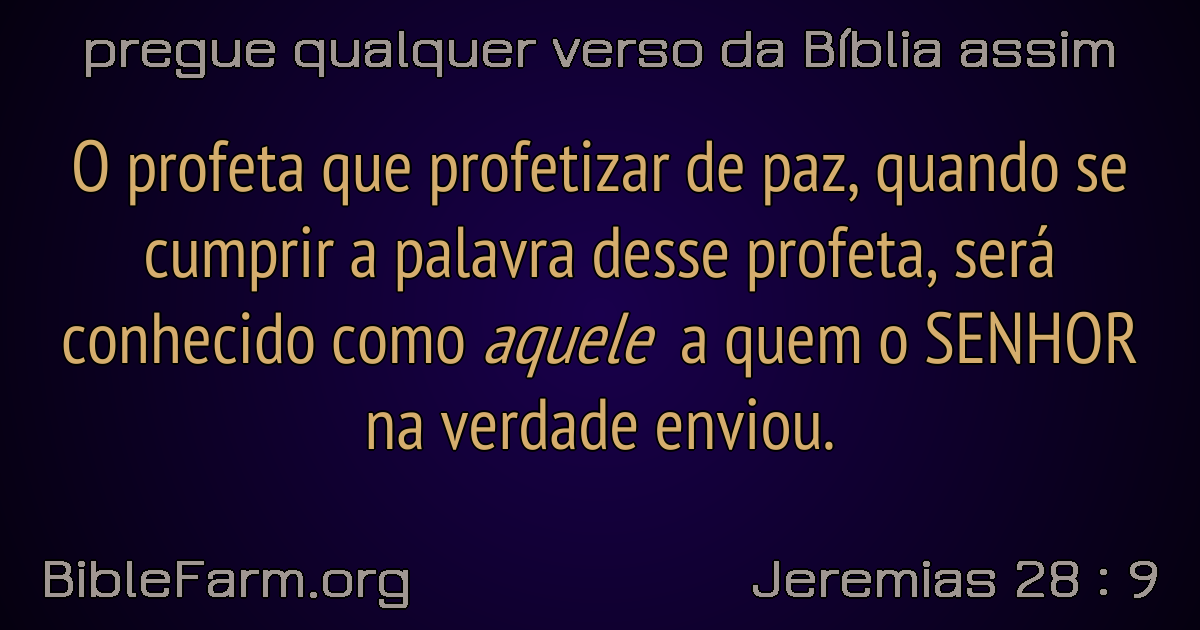 pregue qualquer verso da Bíblia assim
O profeta que profetizar de paz, quando se
cumprir a palavra desse profeta, será
conhecido como aquele a quem o SENHOR
na verdade enviou.
BibleFarm.org
Jeremias 28 : 9